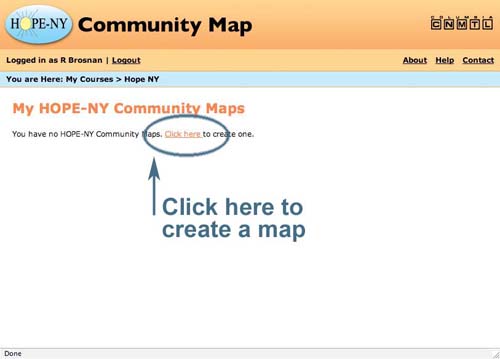 HOPE-NY Community Map
COLUMBIA
CNMTL
Logged in as R Brosnan | Logout
About Help Contact
You are Here: My Courses > Hope NY
My HOPE-NY Community Maps
You have no HOPE-NY Community Maps. Click here to create one.
Click here to
create a map
Done